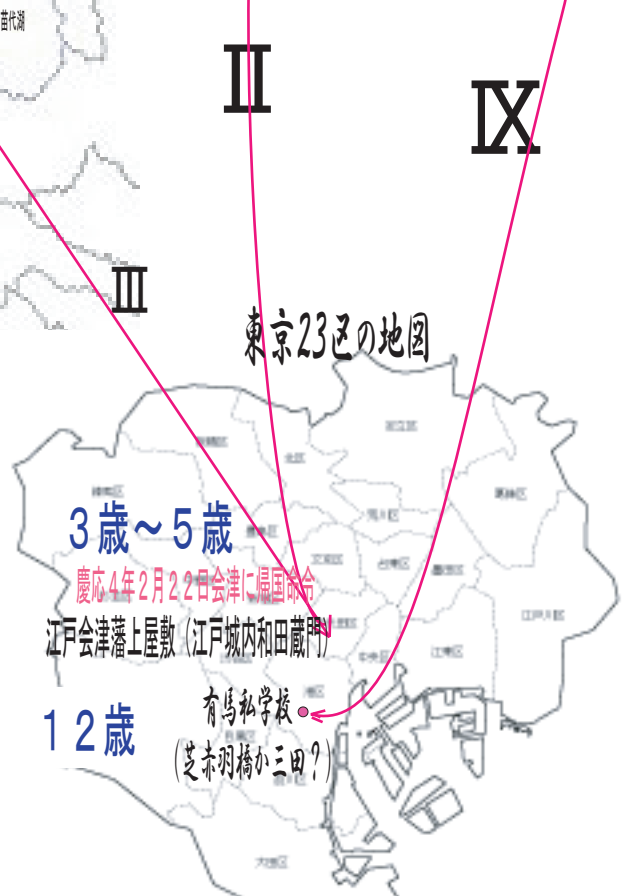 苗代湖
Ⅱ
Ⅸ
Ⅲ
東京23区の地図
足立区
北区
板橋区
葛飾区
練馬区
荒川区
3歳～5歳
文京区
台東区
墨田区
慶応4年2月22日会津に帰国命令
江戸川区
江戸会津藩上屋敷（江戸城内和田蔵門）
中央区
江東区
港区
有馬私学校
12歳
（芝赤羽橋か三田？）
大田区